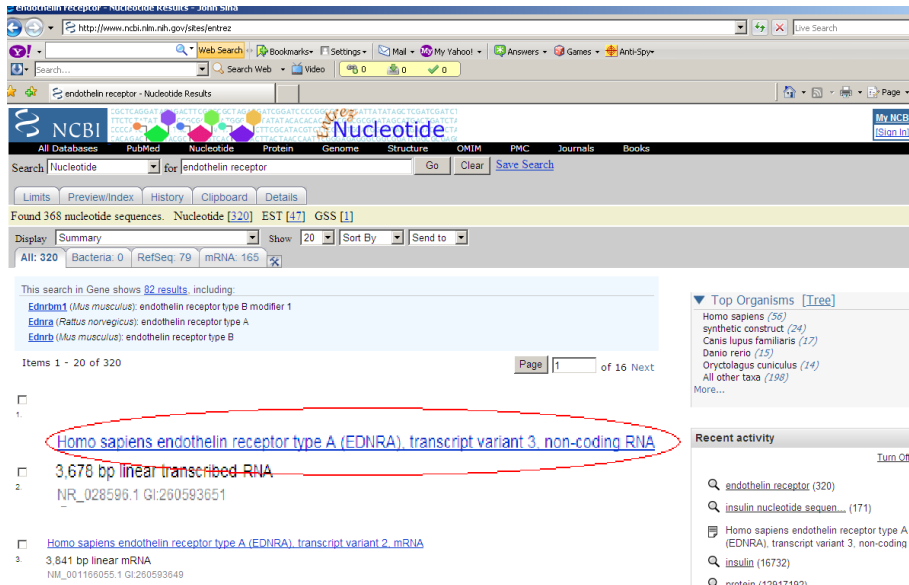 endothelin receptor - Nucleotide Results - John Sina
http://www.ncbi.nlm.nih.gov/sites/entrez
Live Search
Web Search
Bookmarks
Settings
Mail
My Yahoo!
Answers
Games
Anti-Spy
Search...
Search Web
Video
0
0
0
endothelin receptor - Nucleotide Results
Page
NCBI
Entrez
Nucleotide
My NCB
[Sign In]
All Databases PubMed Nucleotide Protein Genome Structure OMIM PMC Journals Books
Search Nucleotide for endothelin receptor Go Clear Save Search
Limits Preview/Index History Clipboard Details
Found 368 nucleotide sequences. Nucleotide [320] EST [47] GSS [1]
Display Summary Show 20 Sort By Send to
All: 320 Bacteria: 0 RefSeq: 79 mRNA: 165
This search in Gene shows 82 results, including:
Ednrbm1 (Mus musculus): endothelin receptor type B modifier 1
Ednra (Rattus norvegicus): endothelin receptor type A
Ednrb (Mus musculus): endothelin receptor type B
Items 1 - 20 of 320
Page 1 of 16 Next
1.
Homo sapiens endothelin receptor type A (EDNRA), transcript variant 3, non-coding RNA
3,678 bp linear transcribed RNA
2
NR_028596.1 GI:260593651
Homo sapiens endothelin receptor type A (EDNRA), transcript variant 2, mRNA
3.
3,841 bp linear mRNA
NM_001166055.1 GI:260593649
Top Organisms [Tree]
Homo sapiens (56)
synthetic construct (24)
Canis lupus familiaris (17)
Danio rerio (15)
Oryctolagus cuniculus (14)
All other taxa (198)
More...
Recent activity
Turn Off
endothelin receptor (320)
insulin nucleotide sequen... (171)
Homo sapiens endothelin receptor type A
(EDNRA), transcript variant 3, non-coding
insulin (16732)
protein (12917192)